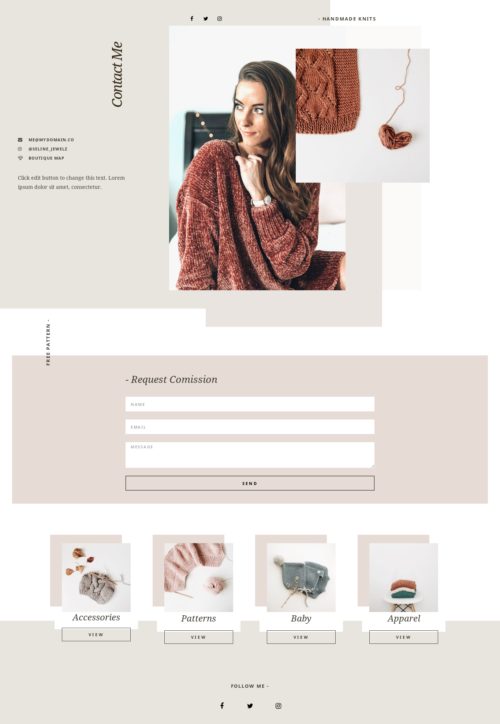 - HANDMADE KNITS
Contact Me
ME@MYDOMAIN.CO
@SELENE_JEWELZ
BOUTIQUE MAP
Click edit button to change this text. Lorem
ipsum dolor sit amet, consectetur.
FREE PATTERN -
- Request Comission
NAME
EMAIL
MESSAGE
SEND
Accessories
Patterns
Baby
Apparel
VIEW
VIEW
VIEW
VIEW
FOLLOW ME -